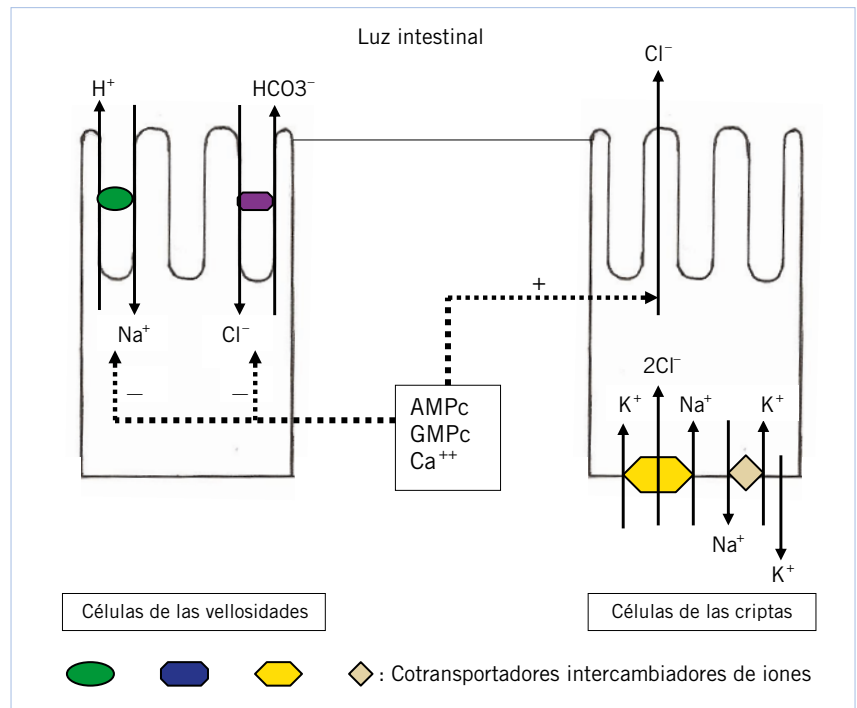 Luz intestinal
H⁺
HCO3⁻
Cl⁻
Na⁺
Cl⁻
+
—
—
AMPc
GMPc
Ca⁺⁺
2Cl⁻
K⁺
Na⁺
K⁺
Na⁺
K⁺
Células de las vellosidades
Células de las criptas
: Cotransportadores intercambiadores de iones